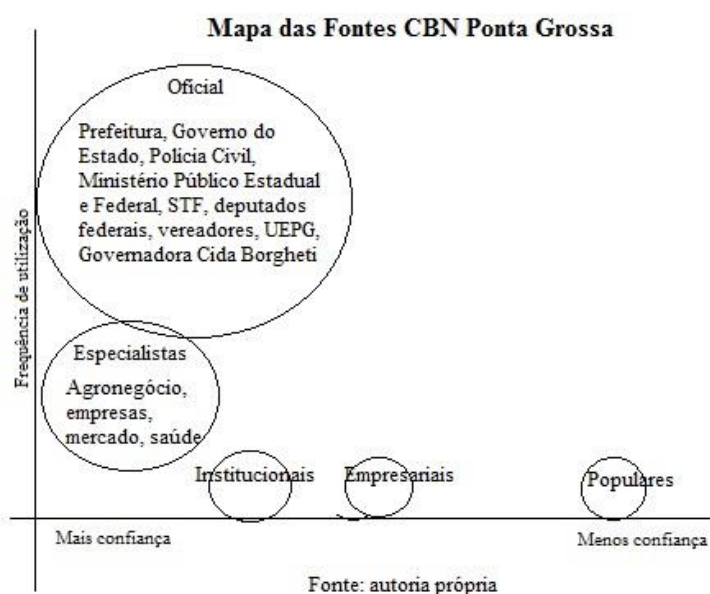 Mapa das Fontes CBN Ponta Grossa
Oficial
Prefeitura, Governo do
Estado, Polícia Civil,
Ministério Público Estadual
e Federal, STF, deputados
federais, vereadores, UEPG,
Governadora Cida Borgheti
Frequência de utilização
Especialistas
Agronegócio,
empresas,
mercado, saúde
Institucionais
Empresariais
Populares
Mais confiança
Menos confiança
Fonte: autoria própria